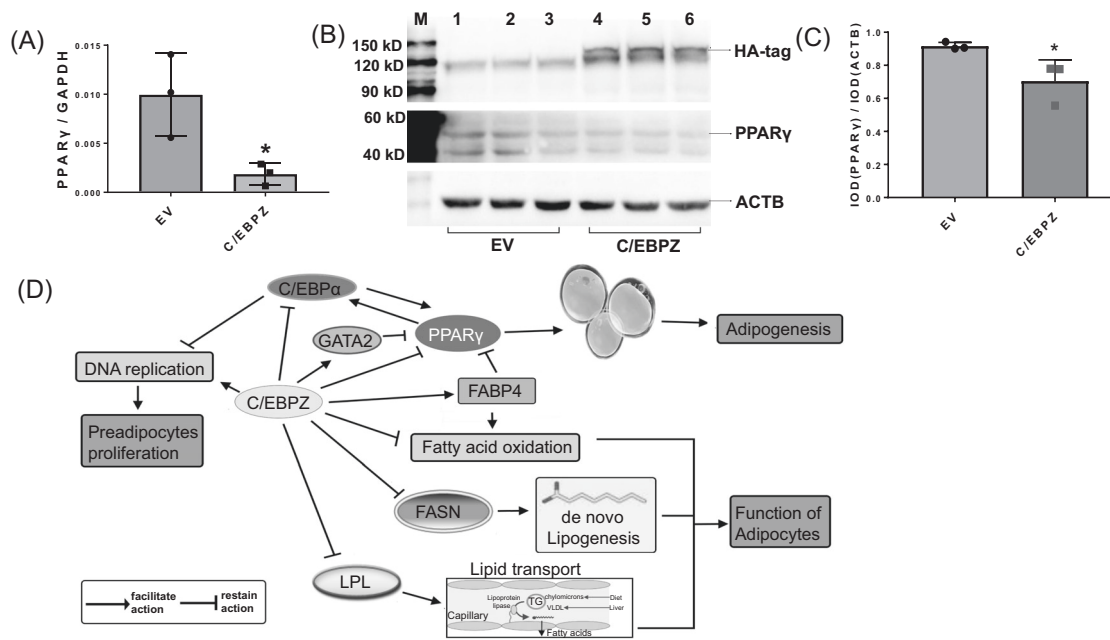 (A)
PPARγ / GAPDH
0.015
0.010
0.005
0.000
*
EV
C/EBPZ
(B)
M 1 2 3 4 5 6
150 kD
120 kD
90 kD
60 kD
40 kD
HA-tag
PPARγ
ACTB
EV
C/EBPZ
(C)
IOD(PPARγ) / IOD(ACTB)
1.0
0.8
0.6
0.4
0.2
0.0
*
EV
C/EBPZ
(D)
C/EBPα
GATA2
PPARγ
Adipogenesis
DNA replication
C/EBPZ
FABP4
Preadipocytes
proliferation
Fatty acid oxidation
FASN
de novo
Lipogenesis
Function of
Adipocytes
LPL
Lipid transport
Lipoprotein
lipase
TG
chylomicrons
Diet
VLDL
Liver
Capillary
Fatty acids
facilitate
action
restain
action